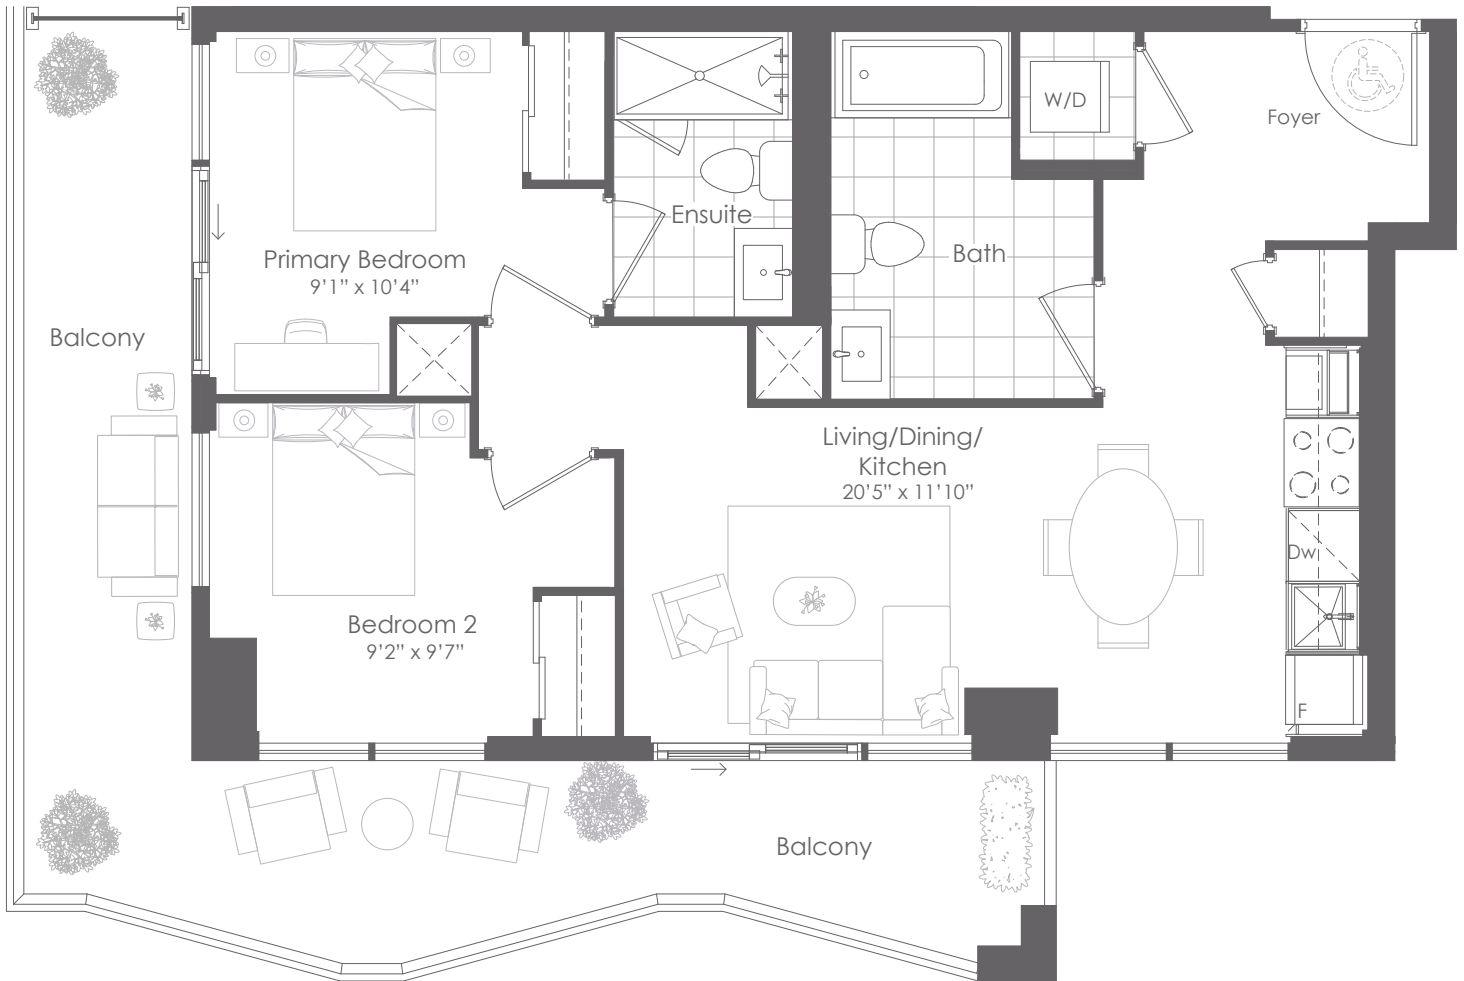 W/D
Foyer
Ensuite
Bath
Primary Bedroom
9’1” x 10’4”
Balcony
Living/Dining/
Kitchen
20’5” x 11’10”
Dw
Bedroom 2
9’2” x 9’7”
F
Balcony